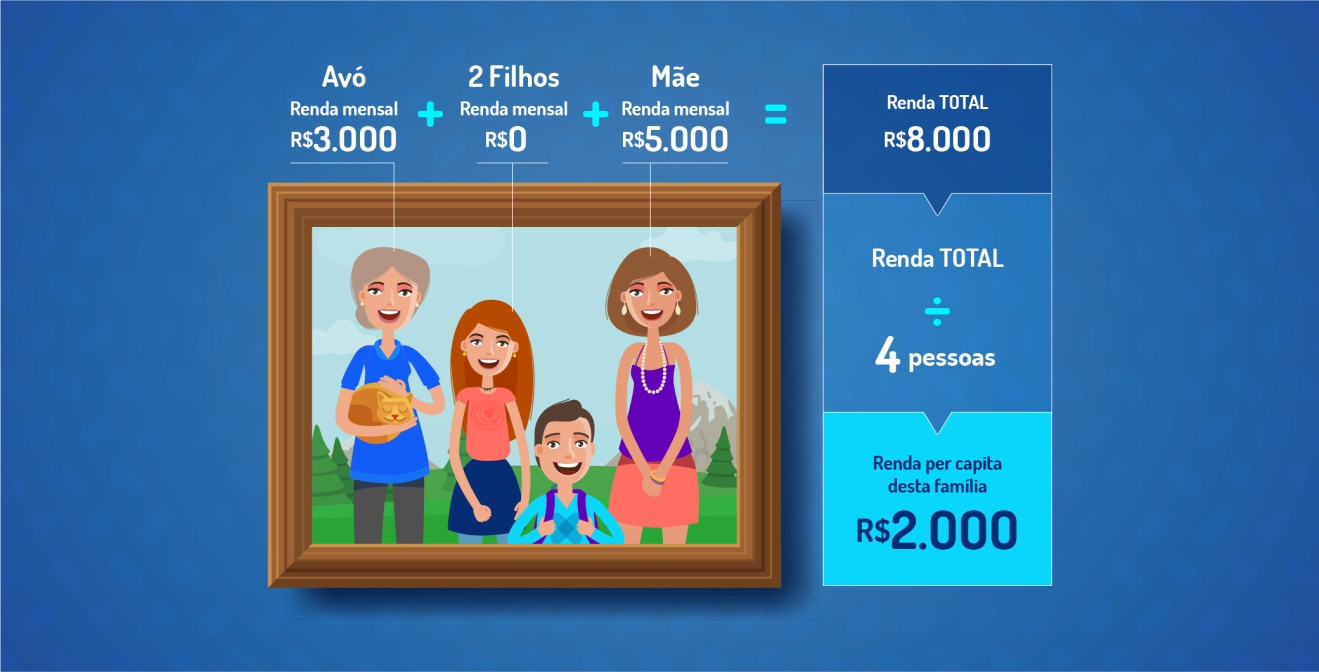 Avó
Renda mensal
R$3.000
+
2 Filhos
Renda mensal
R$0
+
Mãe
Renda mensal
R$5.000
=
Renda TOTAL
R$8.000
Renda TOTAL
÷
4 pessoas
Renda per capita
desta família
R$2.000